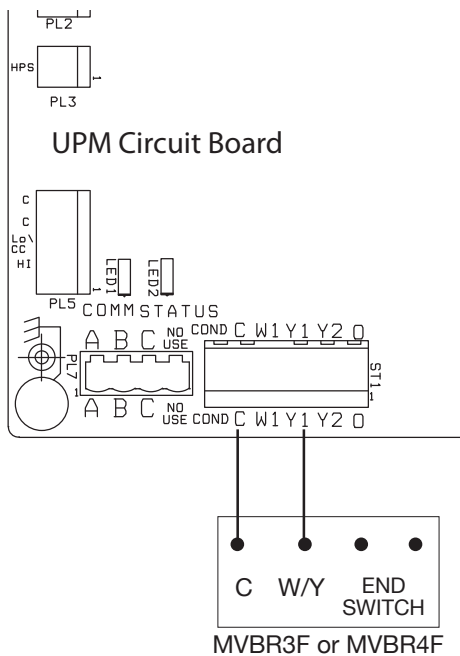 PL2
HPS
1
PL3
UPM Circuit Board
C
C
Lo\
CC
HI
1
PL5
LED1
LED2
COMM STATUS
A B C NO USE COND C W1 Y1 Y2 O
PL7
1
ST1
1
A B C NO USE COND C W1 Y1 Y2 O
C W/Y END
SWITCH
MVBR3F or MVBR4F